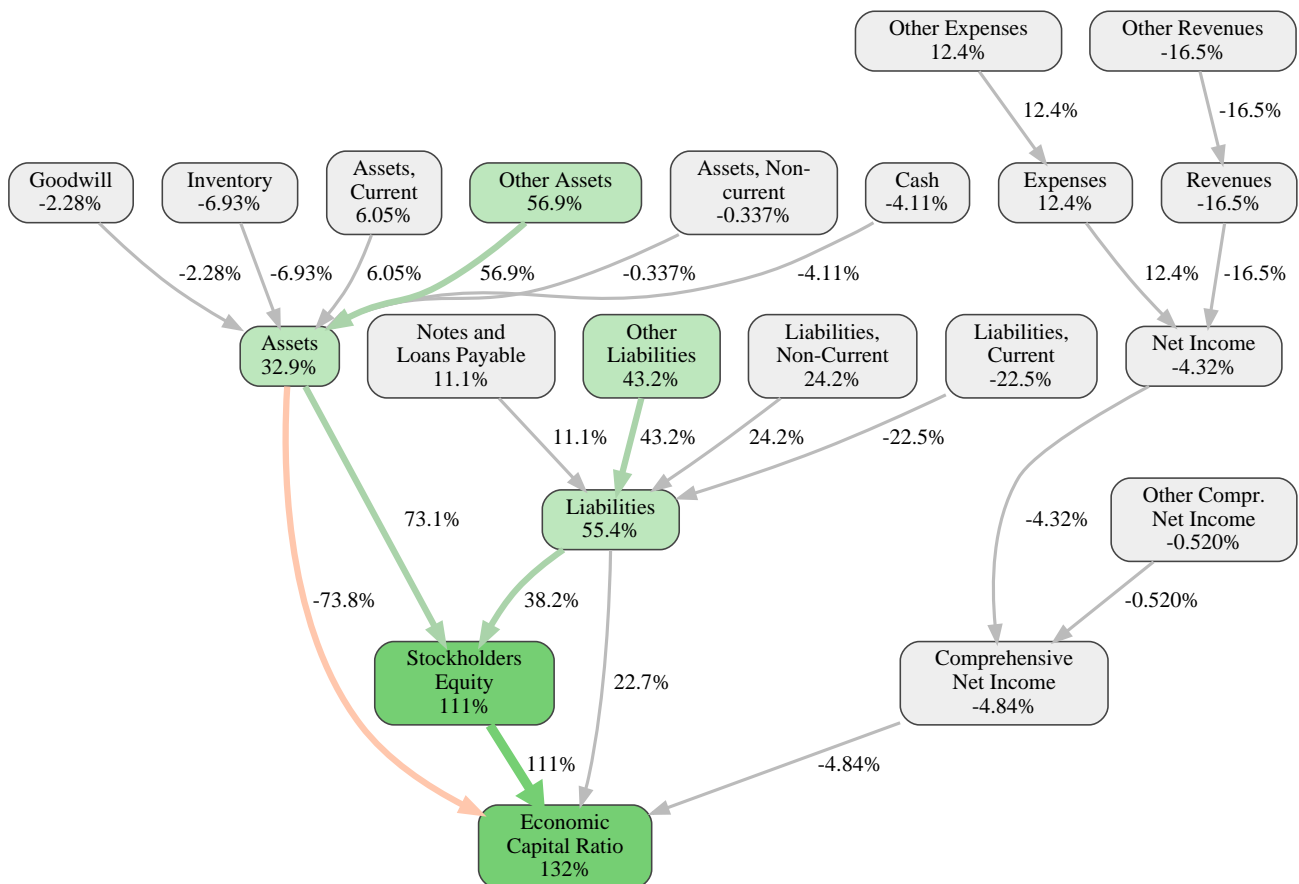 Other Expenses
12.4%
Other Revenues
-16.5%
12.4%
-16.5%
Goodwill
-2.28%
Inventory
-6.93%
Assets,
Current
6.05%
Other Assets
56.9%
Assets, Non-
current
-0.337%
Cash
-4.11%
Expenses
12.4%
Revenues
-16.5%
-2.28%
-6.93%
6.05%
56.9%
-0.337%
-4.11%
12.4%
-16.5%
Assets
32.9%
Notes and
Loans Payable
11.1%
Other
Liabilities
43.2%
Liabilities,
Non-Current
24.2%
Liabilities,
Current
-22.5%
Net Income
-4.32%
11.1%
43.2%
24.2%
-22.5%
Liabilities
55.4%
73.1%
-4.32%
Other Compr.
Net Income
-0.520%
-73.8%
38.2%
-0.520%
Stockholders
Equity
111%
22.7%
Comprehensive
Net Income
-4.84%
111%
-4.84%
Economic
Capital Ratio
132%